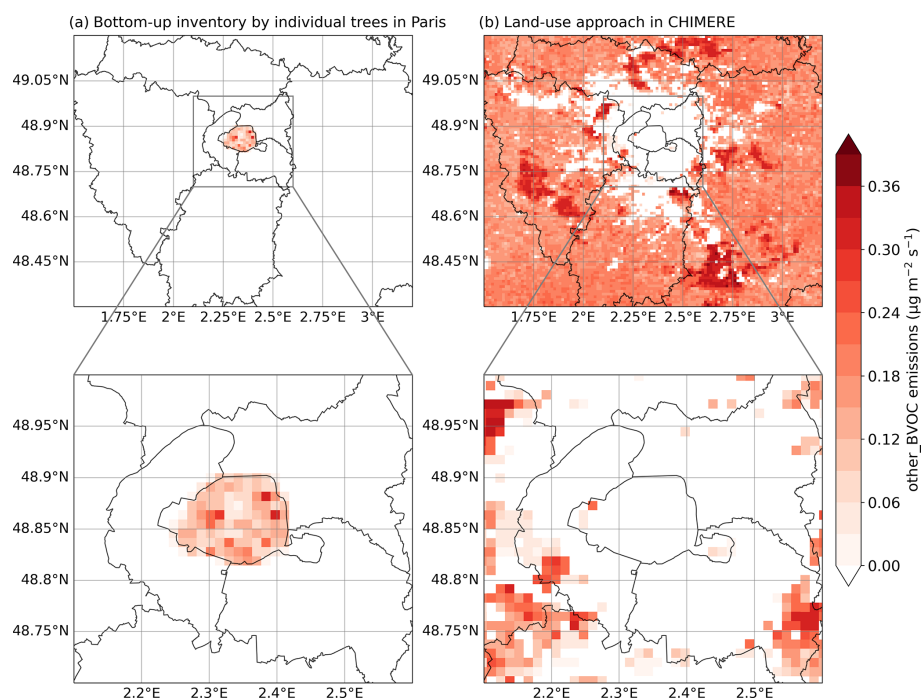 (a) Bottom-up inventory by individual trees in Paris
(b) Land-use approach in CHIMERE
49.05°N
48.9°N
48.75°N
48.6°N
48.45°N
1.75°E 2°E 2.25°E 2.5°E 2.75°E 3°E
49.05°N
48.9°N
48.75°N
48.6°N
48.45°N
1.75°E 2°E 2.25°E 2.5°E 2.75°E 3°E
48.95°N
48.9°N
48.85°N
48.8°N
48.75°N
2.2°E 2.3°E 2.4°E 2.5°E
48.95°N
48.9°N
48.85°N
48.8°N
48.75°N
2.2°E 2.3°E 2.4°E 2.5°E
0.36
0.30
0.24
0.18
0.12
0.06
0.00
other_BVOC emissions (µg m⁻² s⁻¹)